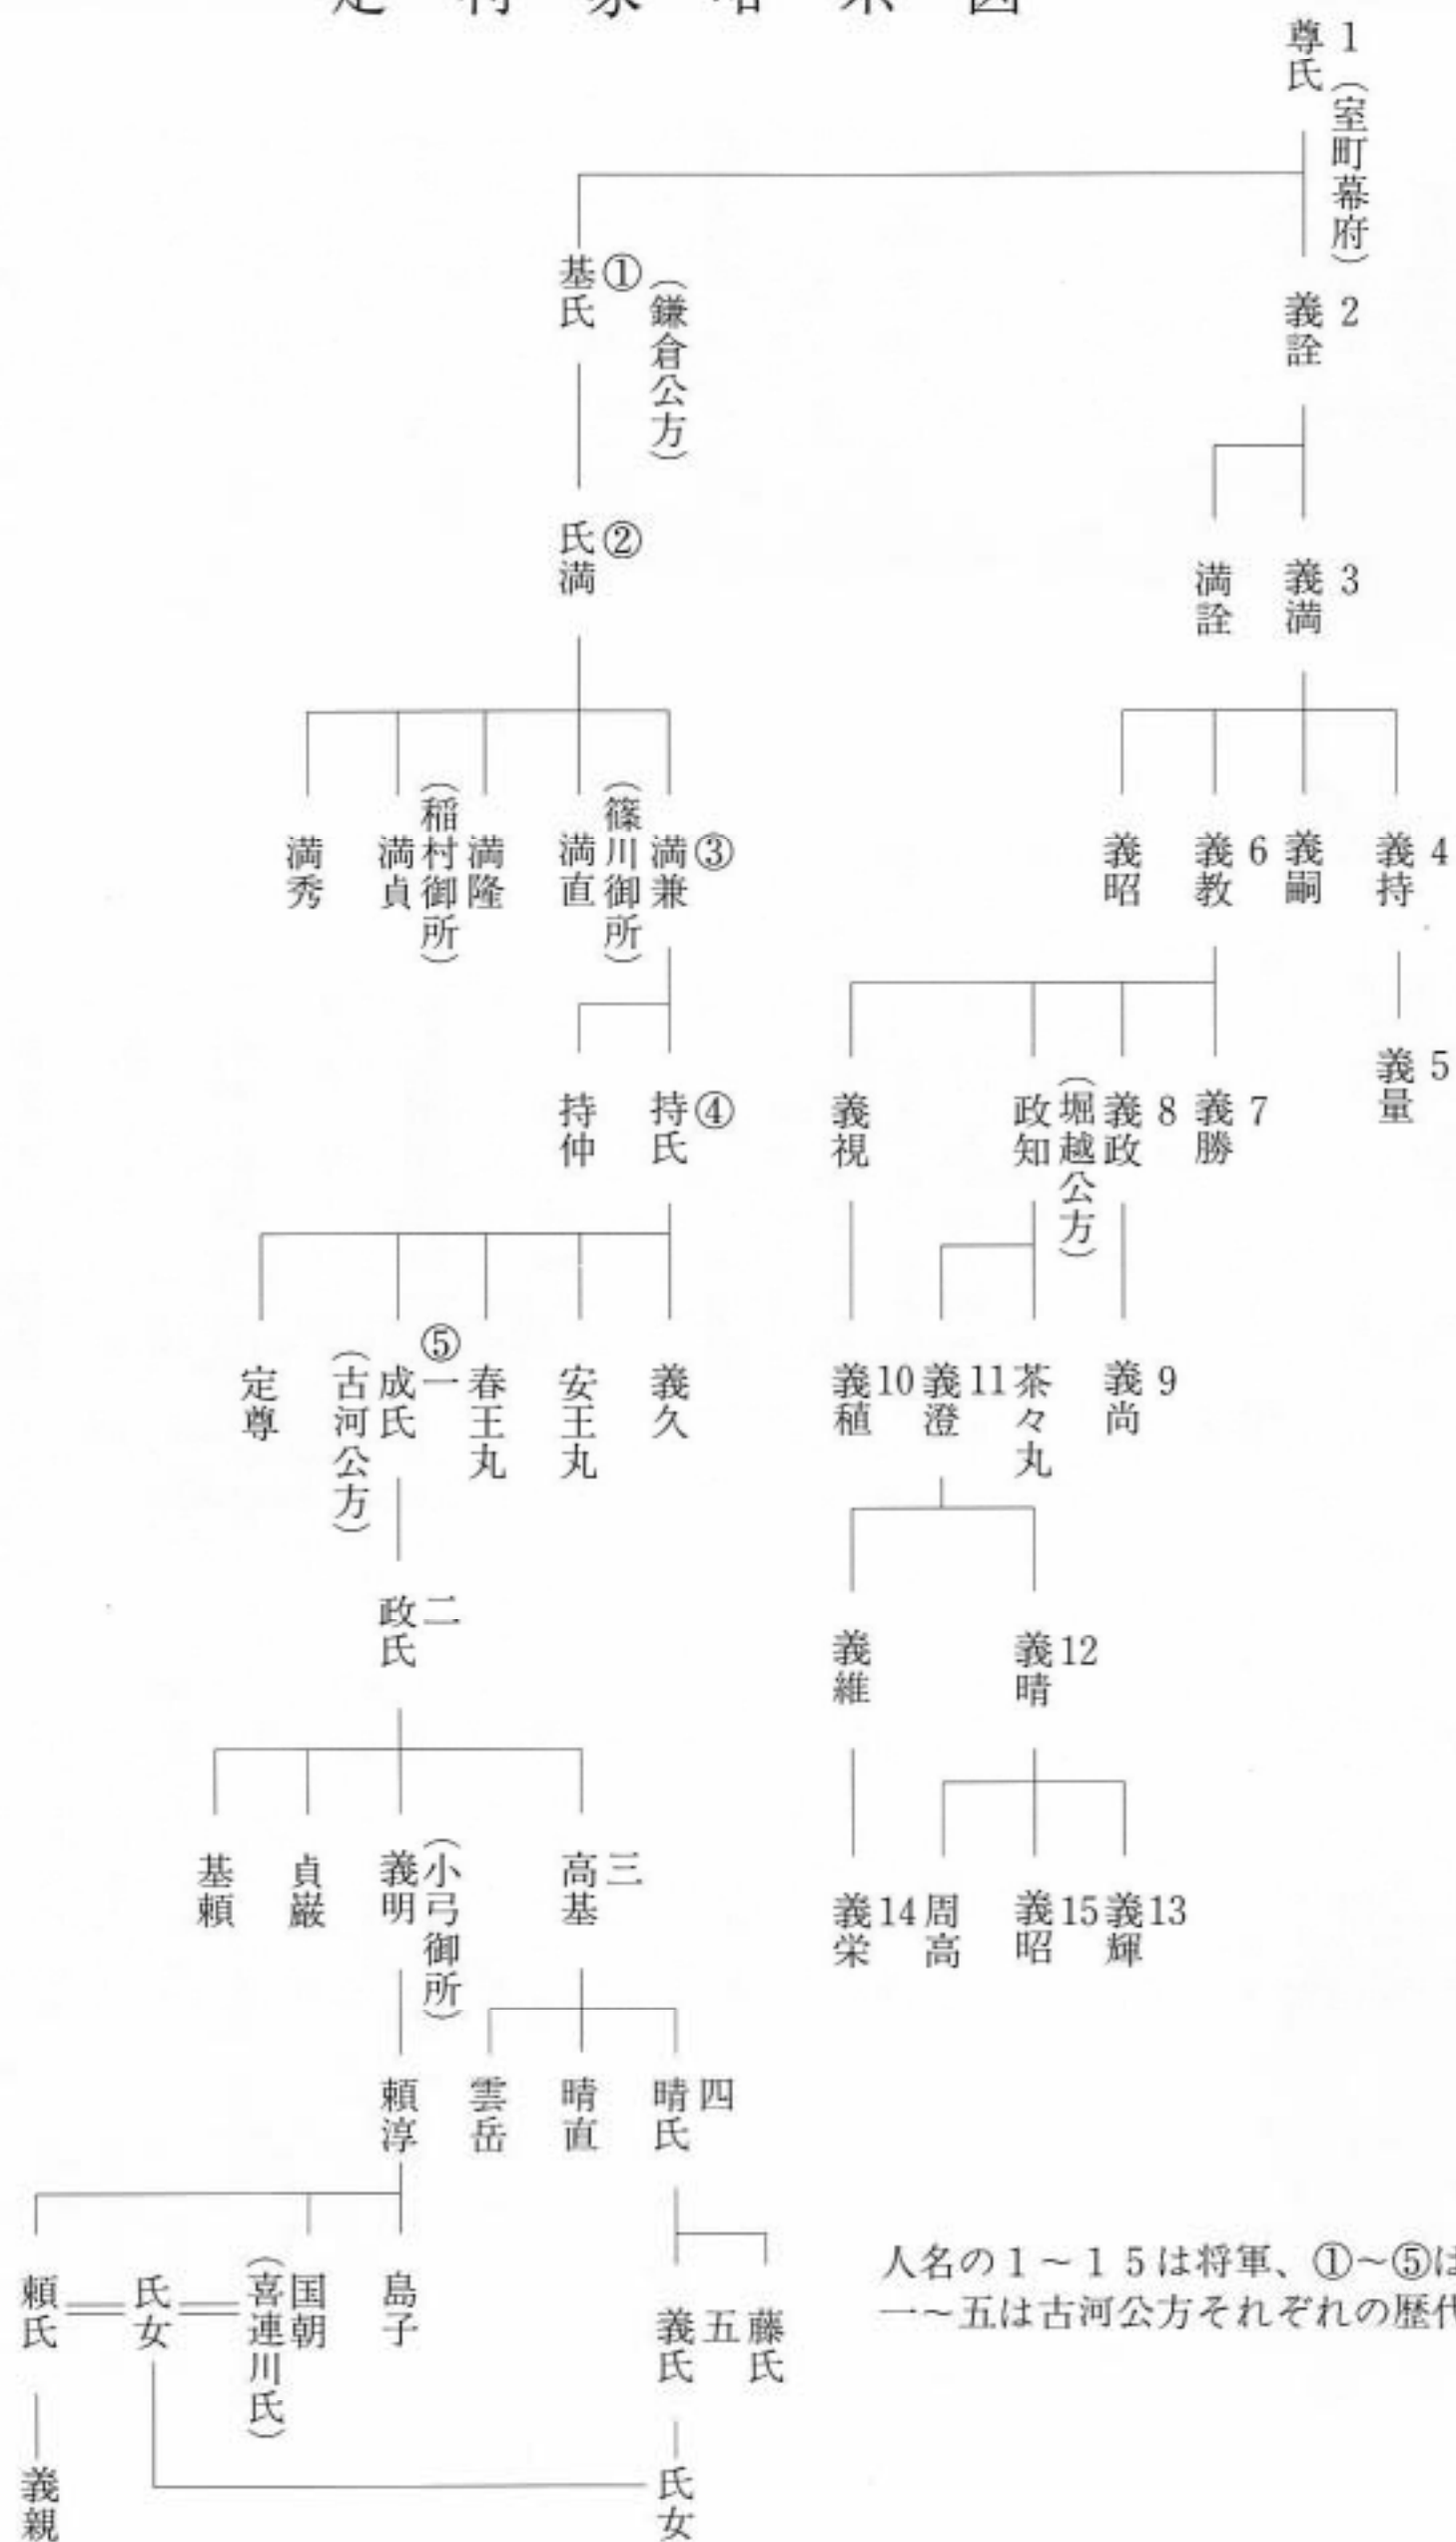 足利家略系図
尊氏
1
(室町幕府)
基氏
①
(鎌倉公方)
義詮
2
氏満
②
満詮
義満
3
満兼
③
満直
(篠川御所)
満隆
満貞
(稲村御所)
満秀
義持
4
義嗣
義教
6
義昭
持氏
④
持仲
義量
5
義勝
7
義政
8
政知
(堀越公方)
義視
義久
安王丸
春王丸
成氏
⑤一
(古河公方)
定尊
義尚
9
茶々丸
義澄
11
義稙
10
政氏
二
義晴
12
義維
高基
三
義明
(小弓御所)
貞巌
基頼
義輝
13
義昭
15
周高
義栄
14
晴氏
四
晴直
雲岳
頼淳
藤氏
義氏
五
島子
国朝
(喜連川氏)
氏女
頼氏
氏女
義親
人名の1~15は将軍、①~⑤は
一~五は古河公方それぞれの歴代